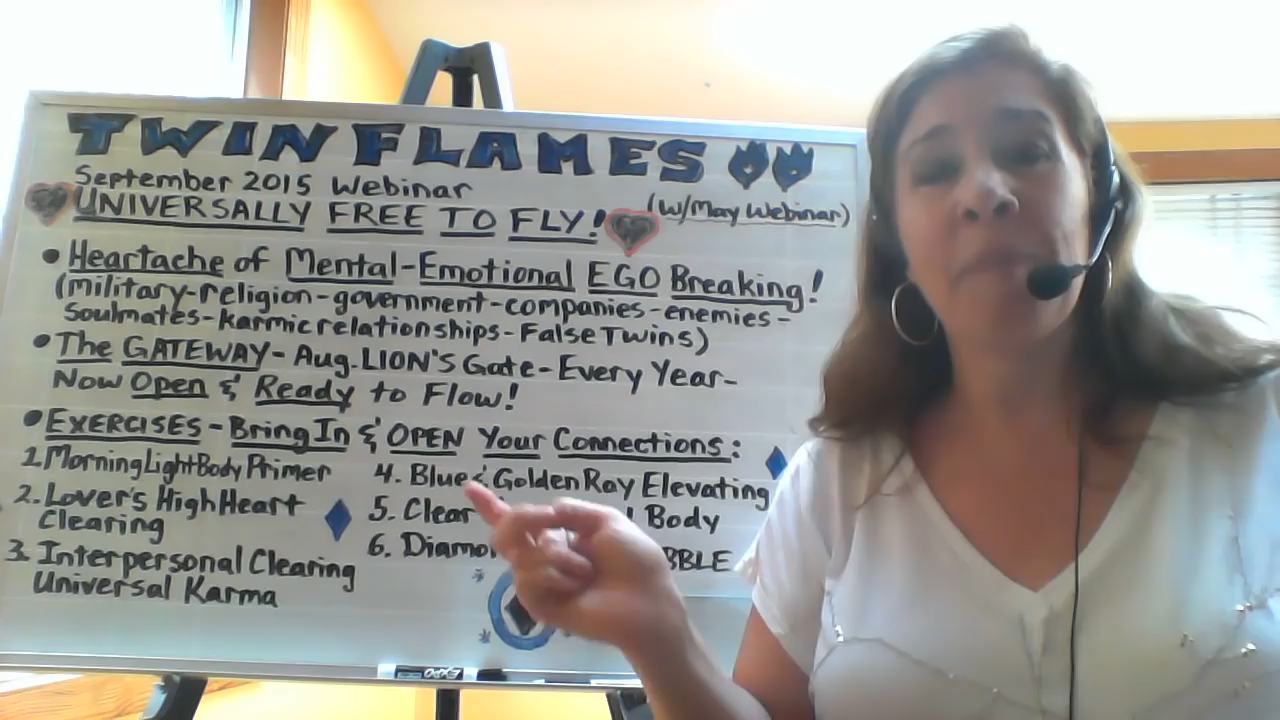 TWIN FLAMES
September 2015 Webinar
(w/May Webinar)
UNIVERSALLY FREE TO FLY!
• Heartache of Mental-Emotional EGO Breaking!
(military-religion-government-companies-enemies-
Soulmates-karmic relationships-False Twins)
• The GATEWAY- Aug. LION'S Gate-Every Year-
Now Open & Ready to Flow!
• EXERCISES-Bring In & OPEN Your Connections:
1. Morning Light Body Primer
2. Lover's High Heart
Clearing
3. Interpersonal Clearing
Universal Karma
4. Blue & Golden Ray Elevating
5. Clear Body
6.
EXPO